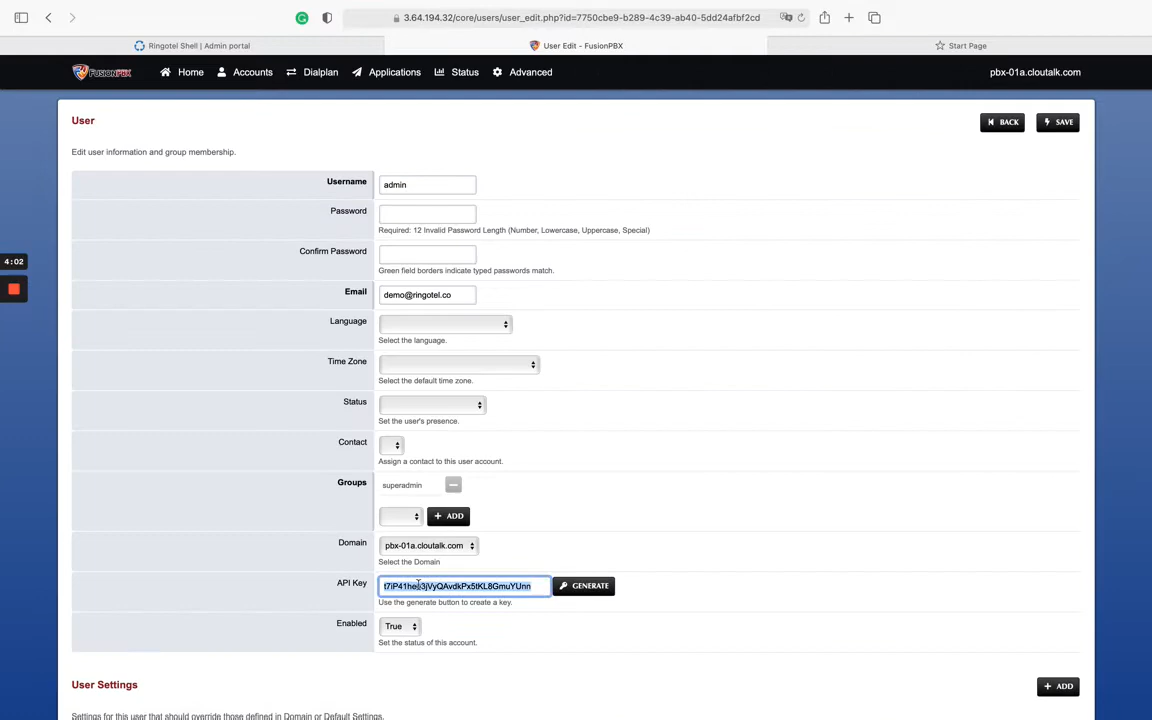 3.64.194.32/core/users/user_edit.php?id=7750cbe9-b289-4c39-ab40-5dd24afbf2cd
Ringotel Shell | Admin portal
User Edit - FusionPBX
Start Page
FUSIONPBX
Home
Accounts
Dialplan
Applications
Status
Advanced
pbx-01a.cloutalk.com
User
BACK
SAVE
Edit user information and group membership.
Username
admin
Password
Required: 12 Invalid Password Length (Number, Lowercase, Uppercase, Special)
Confirm Password
Green field borders indicate typed passwords match.
4:02
Email
demo@ringotel.co
Language
Select the language.
Time Zone
Select the default time zone.
Status
Set the user's presence.
Contact
Assign a contact to this user account.
Groups
superadmin
ADD
Domain
pbx-01a.cloutalk.com
Select the Domain
API Key
GENERATE
Use the generate button to create a key.
Enabled
True
Set the status of this account.
User Settings
ADD
Settings for this user that should override those defined in Domain or Default Settings.